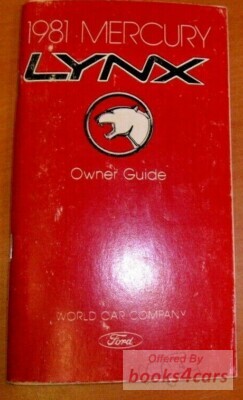 1981 MERCURY
LYNX
Owner Guide
WORLD CAR COMPANY
Ford
Offered By
books4cars